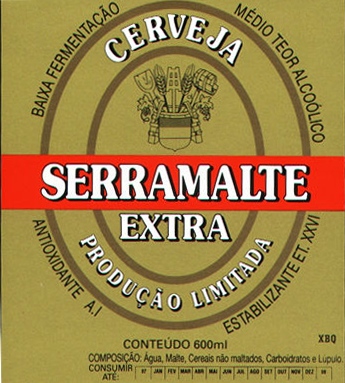 BAIXA FERMENTAÇÃO
MÉDIO TEOR ALCOÓLICO
CERVEJA
SERRAMALTE
EXTRA
PRODUÇÃO LIMITADA
ANTIOXIDANTE A.I
ESTABILIZANTE ET. XXVI
CONTEÚDO 600ml
XBQ
COMPOSIÇÃO: Água, Malte, Cereais não maltados, Carboidratos e Lúpulo.
CONSUMIR ATÉ: 97 JAN FEV MAR ABR MAI JUN JUL AGO SET OUT NOV DEZ 98